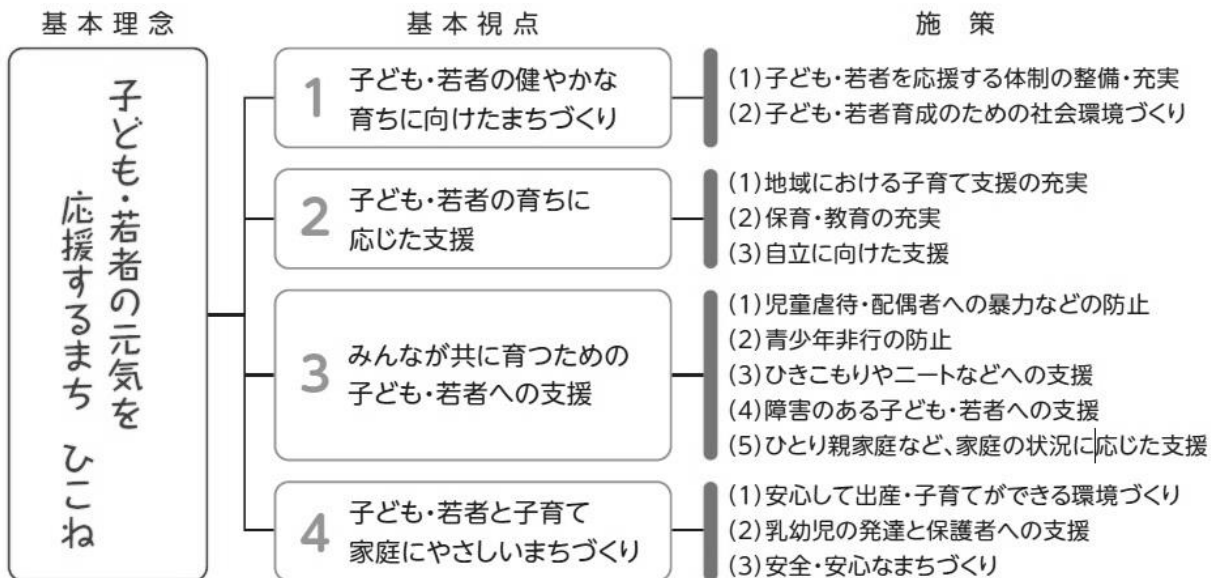 基本理念
基本視点
施 策
子ども・若者の元気を
応援するまち ひこね
1
子ども・若者の健やかな
育ちに向けたまちづくり
(1)子ども・若者を応援する体制の整備・充実
(2)子ども・若者育成のための社会環境づくり
2
子ども・若者の育ちに
応じた支援
(1)地域における子育て支援の充実
(2)保育・教育の充実
(3)自立に向けた支援
3
みんなが共に育つための
子ども・若者への支援
(1)児童虐待・配偶者への暴力などの防止
(2)青少年非行の防止
(3)ひきこもりやニートなどへの支援
(4)障害のある子ども・若者への支援
(5)ひとり親家庭など、家庭の状況に応じた支援
4
子ども・若者と子育て
家庭にやさしいまちづくり
(1)安心して出産・子育てができる環境づくり
(2)乳幼児の発達と保護者への支援
(3)安全・安心なまちづくり